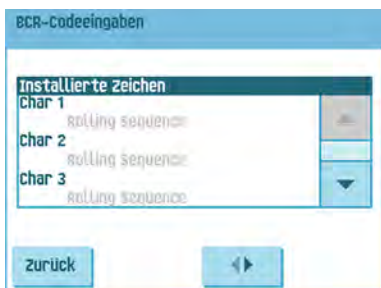 BCR-Codeeingaben
Installierte Zeichen
Char 1
Rolling sequence
Char 2
Rolling sequence
Char 3
Rolling sequence
Zurück